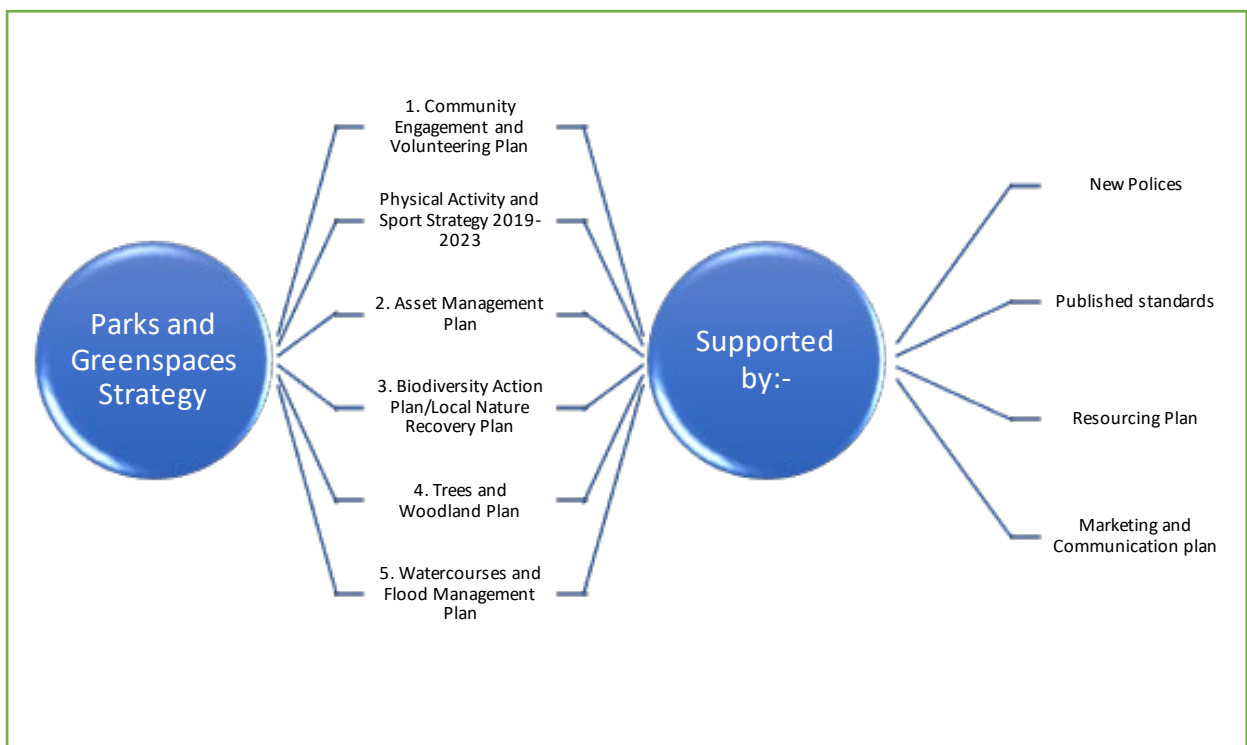 Parks and
Greenspaces
Strategy
1. Community
Engagement and
Volunteering Plan
Physical Activity and
Sport Strategy 2019-
2023
2. Asset Management
Plan
3. Biodiversity Action
Plan/Local Nature
Recovery Plan
4. Trees and
Woodland Plan
5. Watercourses and
Flood Management
Plan
Supported
by:-
New Polices
Published standards
Resourcing Plan
Marketing and
Communication plan